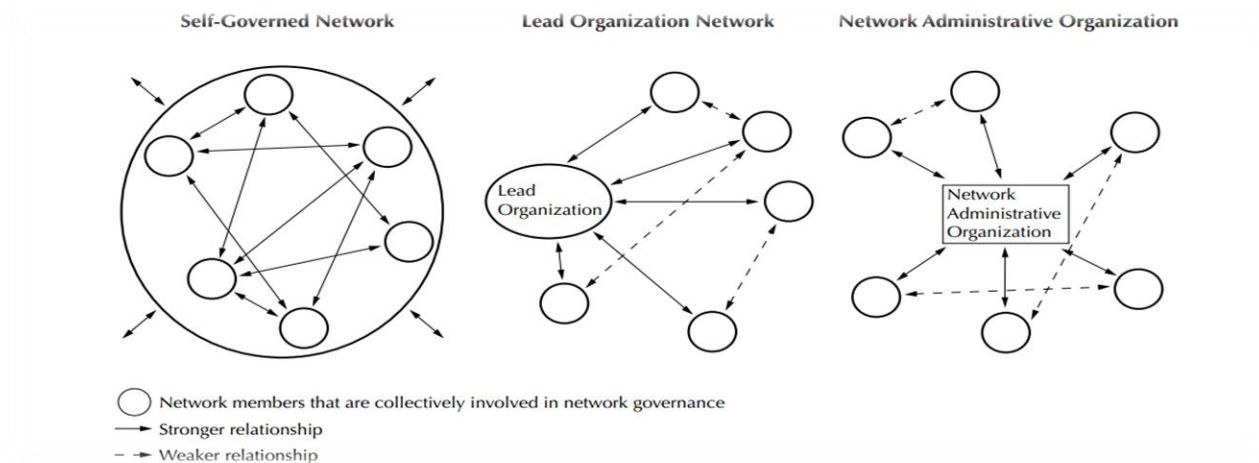 Self-Governed Network
Lead Organization Network
Network Administrative Organization
Lead
Organization
Network
Administrative
Organization
Network members that are collectively involved in network governance
Stronger relationship
Weaker relationship